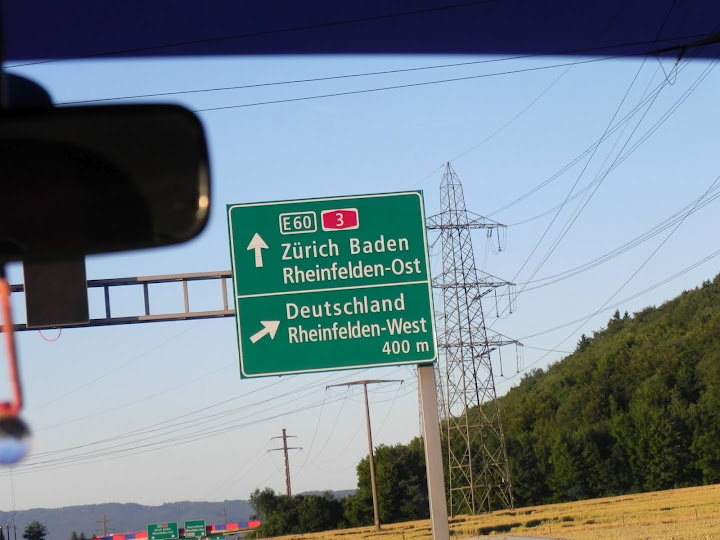 E60 3
Zürich Baden
Rheinfelden-Ost
Deutschland
Rheinfelden-West
400 m